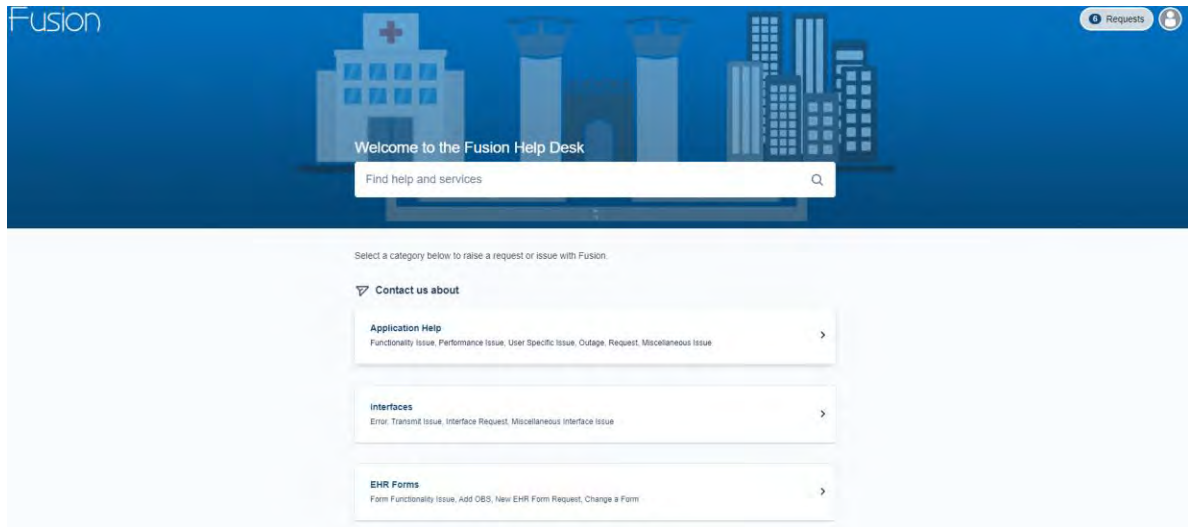 Fusion
6 Requests
Welcome to the Fusion Help Desk
Find help and services
Select a category below to raise a request or issue with Fusion.
Contact us about
Application Help
Functionality Issue, Performance Issue, User Specific Issue, Outage, Request, Miscellaneous Issue
Interfaces
Error, Transmit Issue, Interface Request, Miscellaneous Interface Issue
EHR Forms
Form Functionality Issue, Add OBS, New EHR Form Request, Change a Form